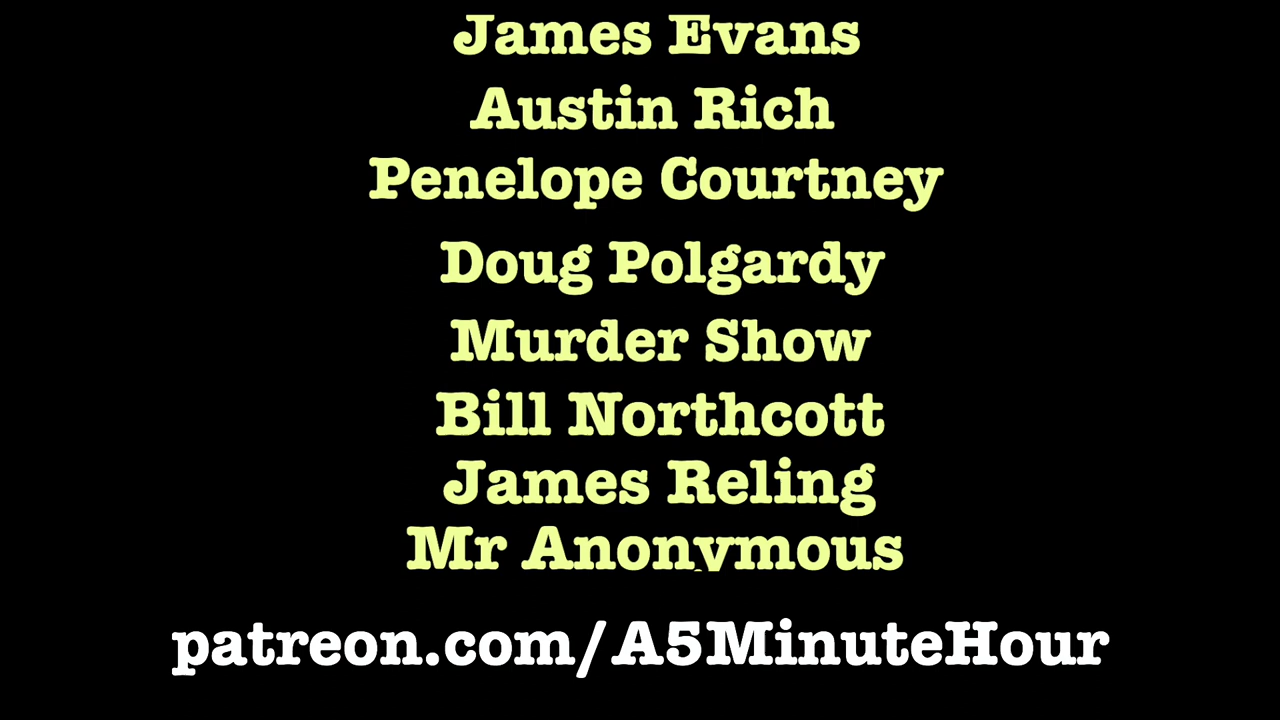 James Evans
Austin Rich
Penelope Courtney
Doug Polgardy
Murder Show
Bill Northcott
James Reling
Mr Anonymous
patreon.com/A5MinuteHour